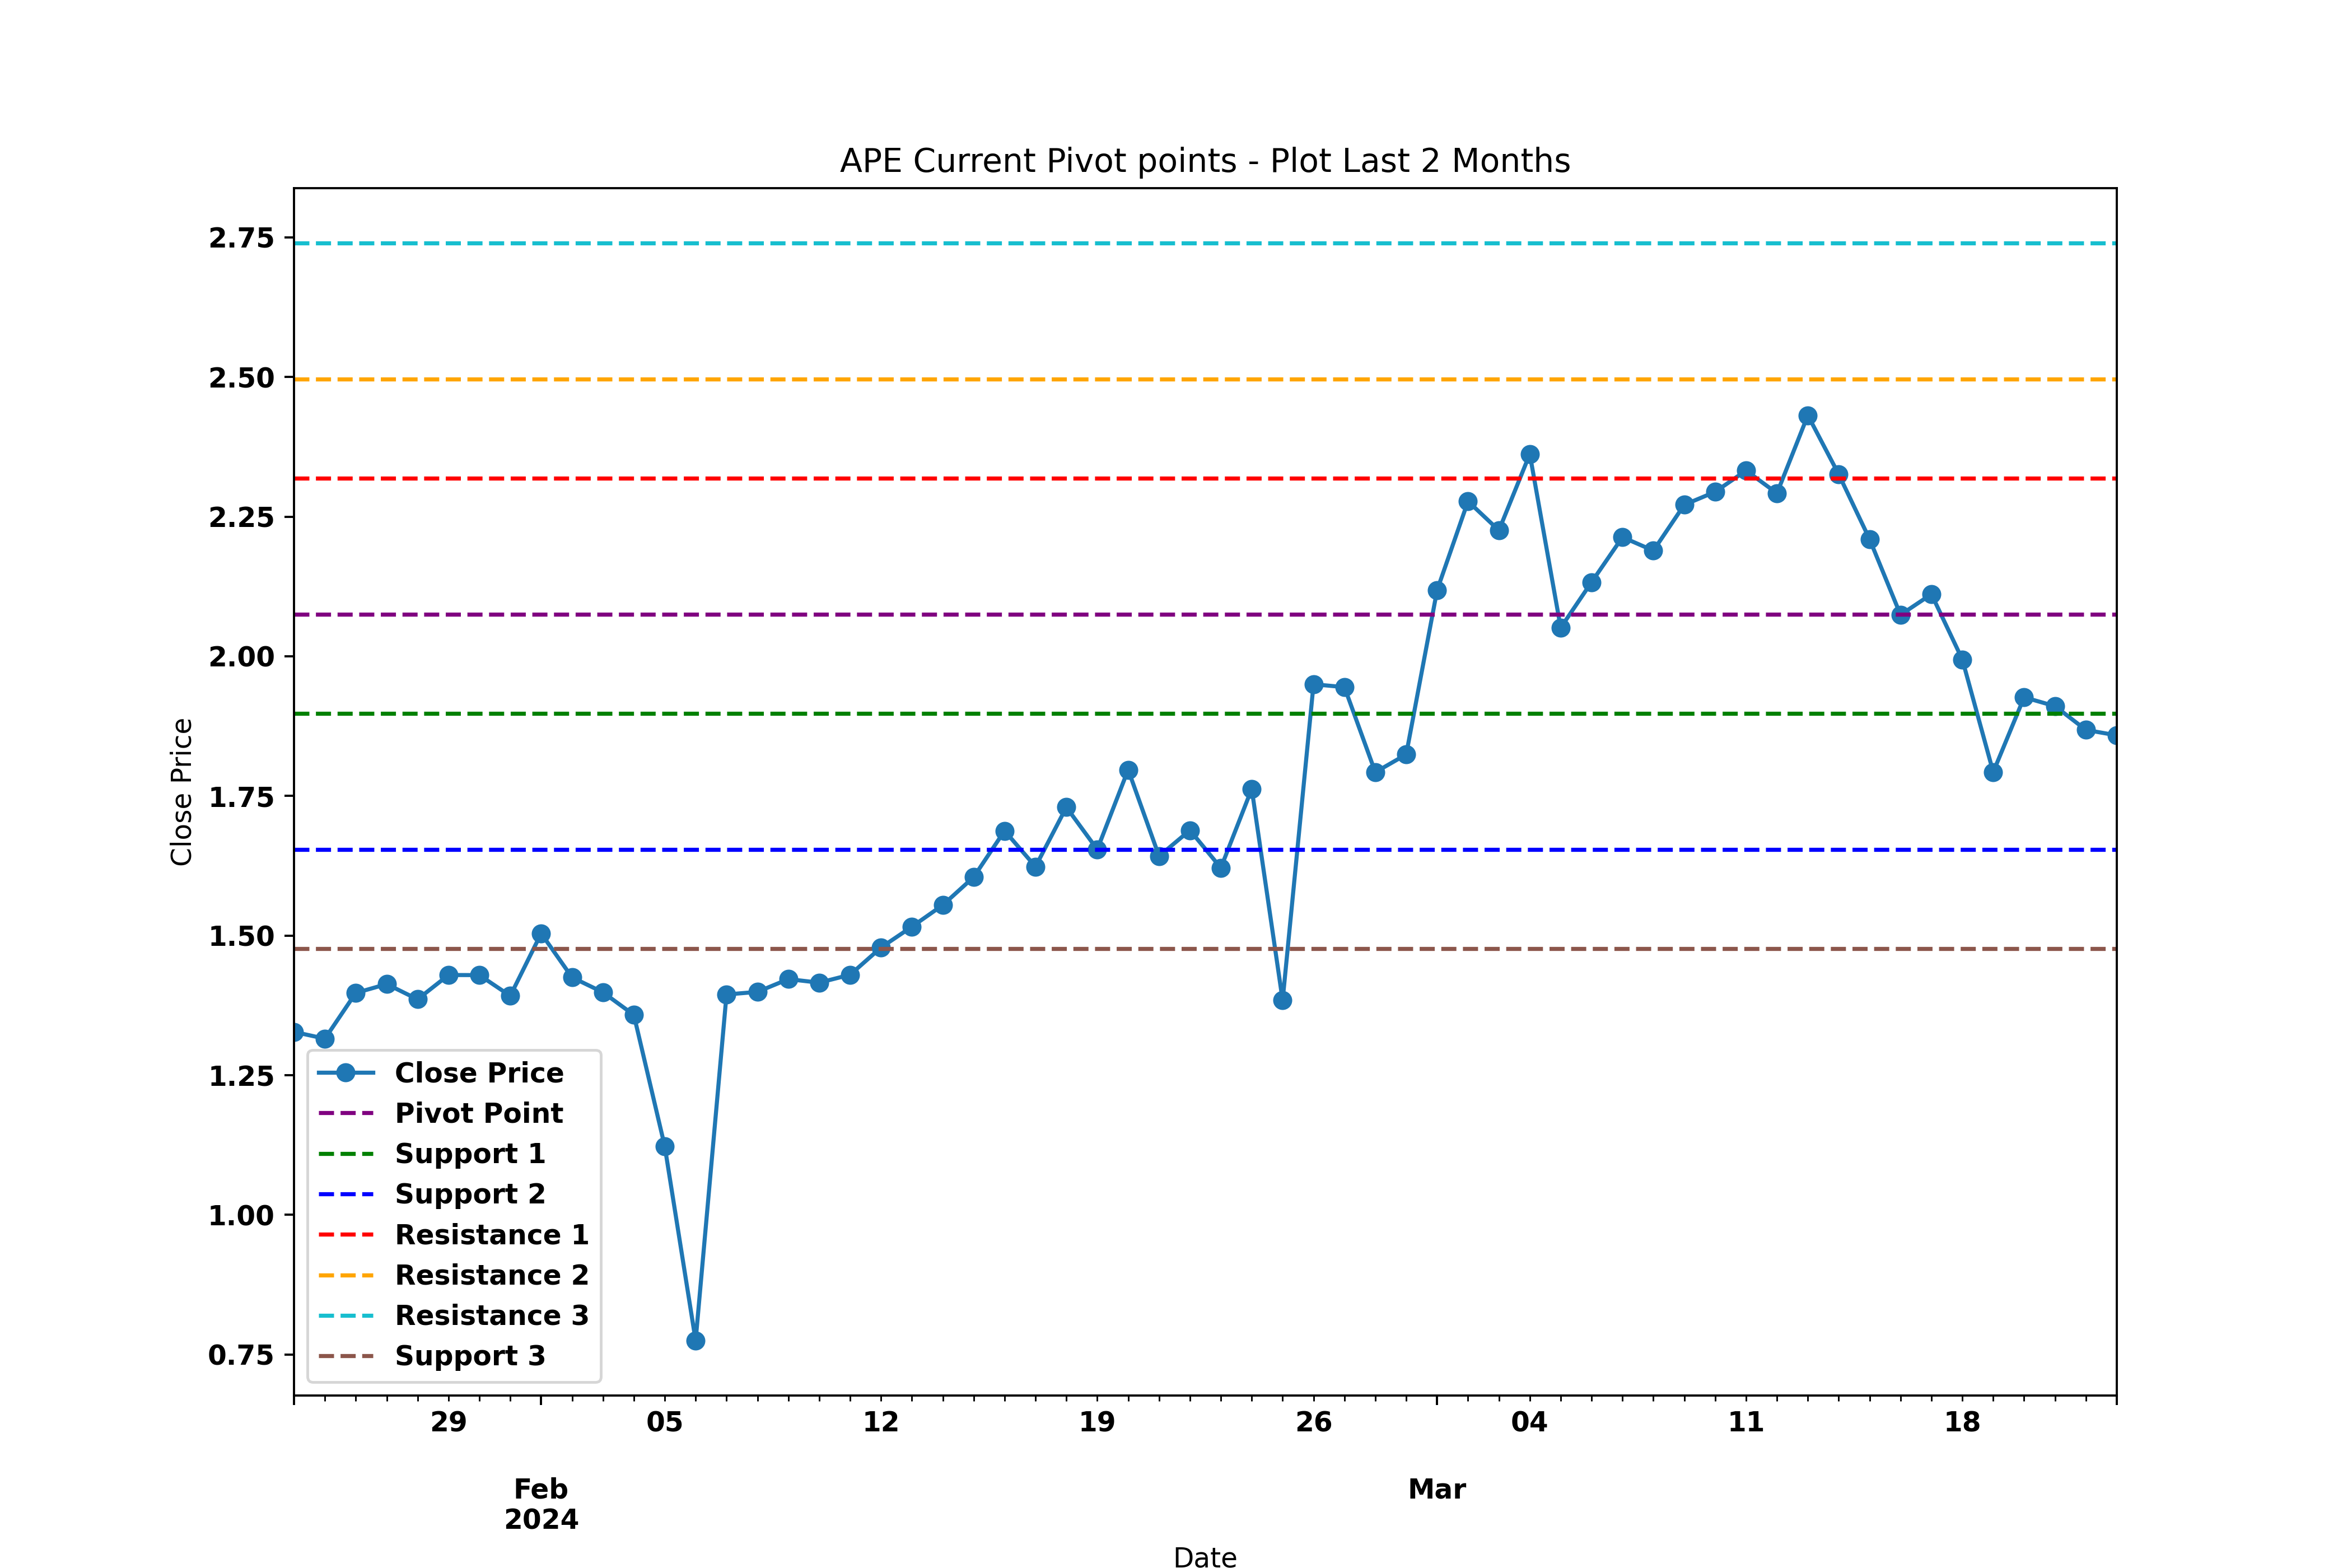 APE Current Pivot points - Plot Last 2 Months
2.75
2.50
2.25
2.00
1.75
1.50
1.25
1.00
0.75
Close Price
Close Price
Pivot Point
Support 1
Support 2
Resistance 1
Resistance 2
Resistance 3
Support 3
29 05 12 19 26 04 11 18
Feb Mar
2024
Date